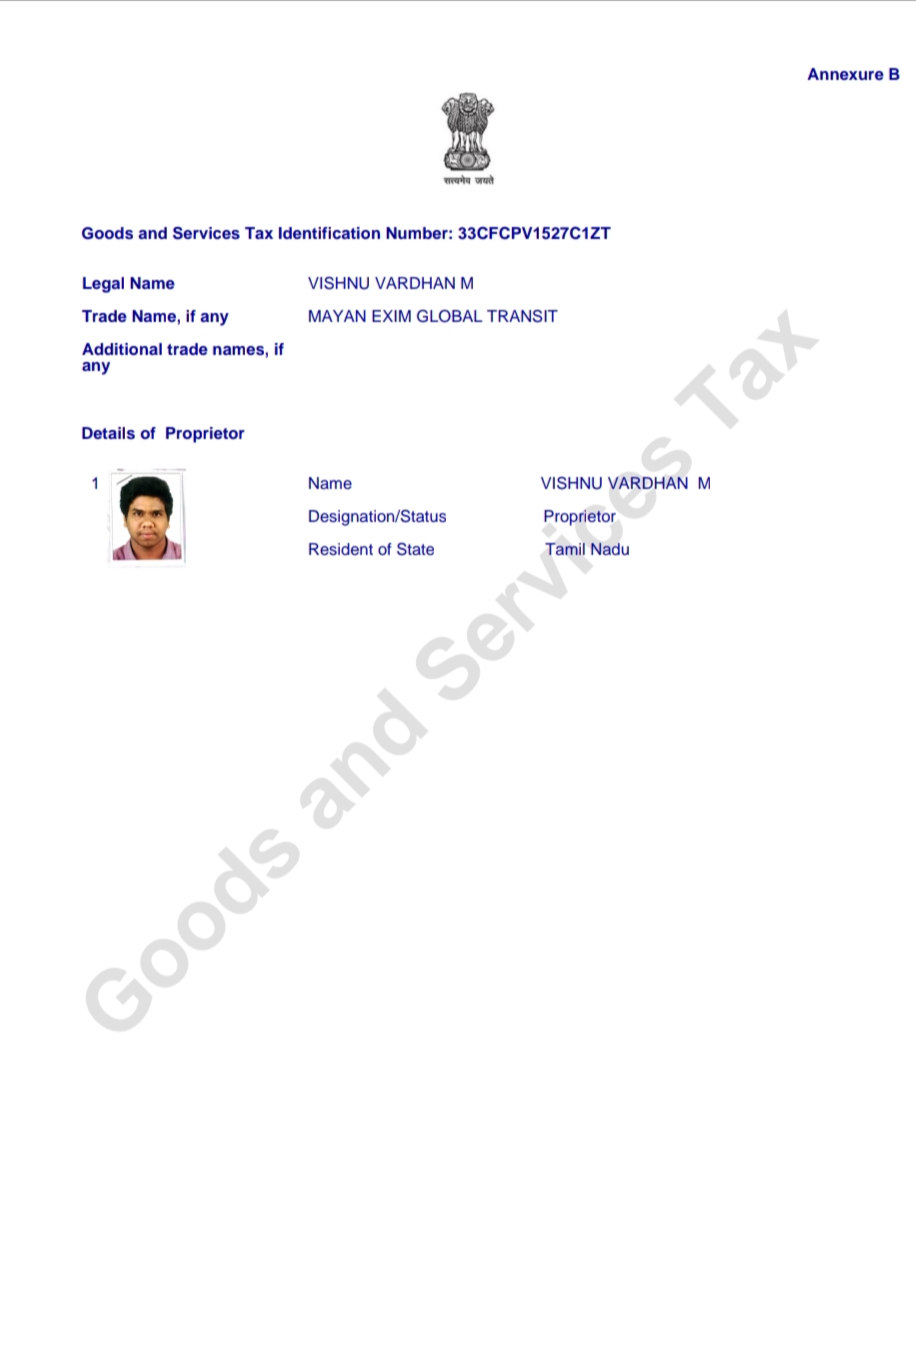 Annexure B
सत्यमेव जयते
Goods and Services Tax Identification Number: 33CFCPV1527C1ZT
Legal Name VISHNU VARDHAN M
Trade Name, if any MAYAN EXIM GLOBAL TRANSIT
Additional trade names, if
any
Details of Proprietor
1 Name VISHNU VARDHAN M
Designation/Status Proprietor
Resident of State Tamil Nadu
Goods and Services Tax